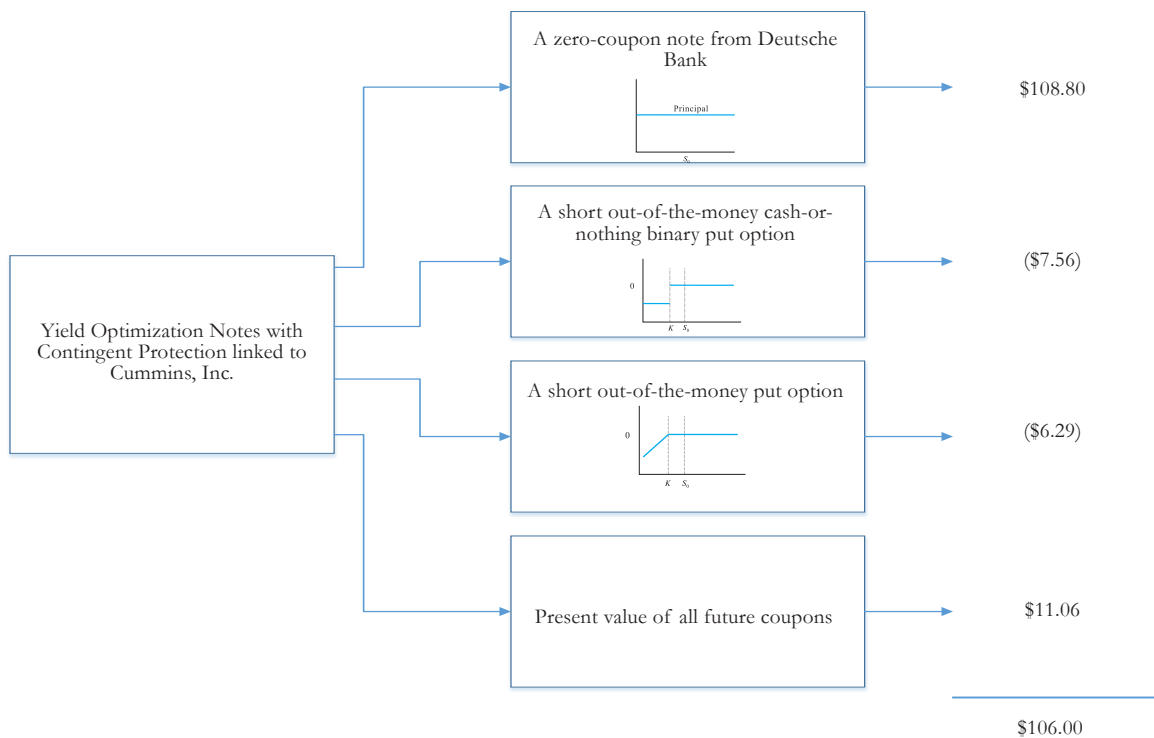 A zero-coupon note from Deutsche
Bank
Principal
S₀
$108.80
A short out-of-the-money cash-or-
nothing binary put option
0
K S₀
($7.56)
Yield Optimization Notes with
Contingent Protection linked to
Cummins, Inc.
A short out-of-the-money put option
0
K S₀
($6.29)
Present value of all future coupons
$11.06
$106.00